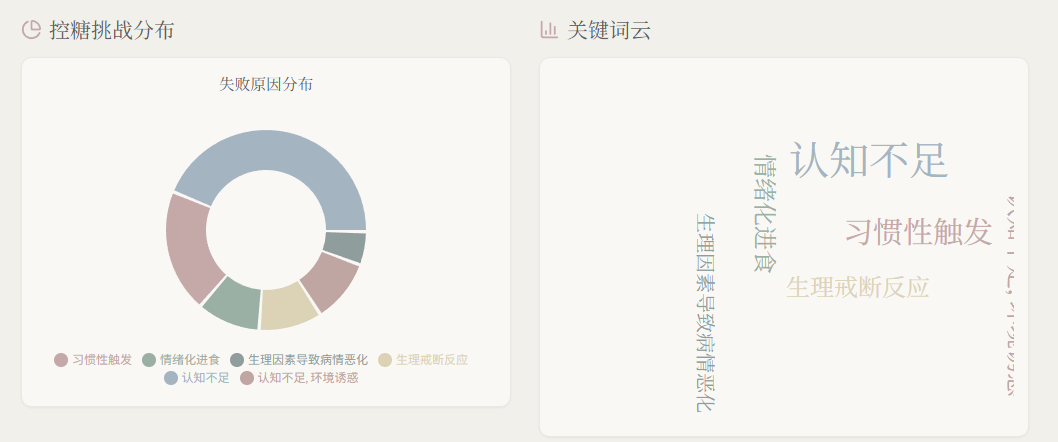 控糖挑战分布
失败原因分布
习惯性触发 情绪化进食 生理因素导致病情恶化 生理戒断反应
认知不足 认知不足,环境诱惑
关键词云
认知不足
情绪化进食
习惯性触发
生理因素导致病情恶化
生理戒断反应